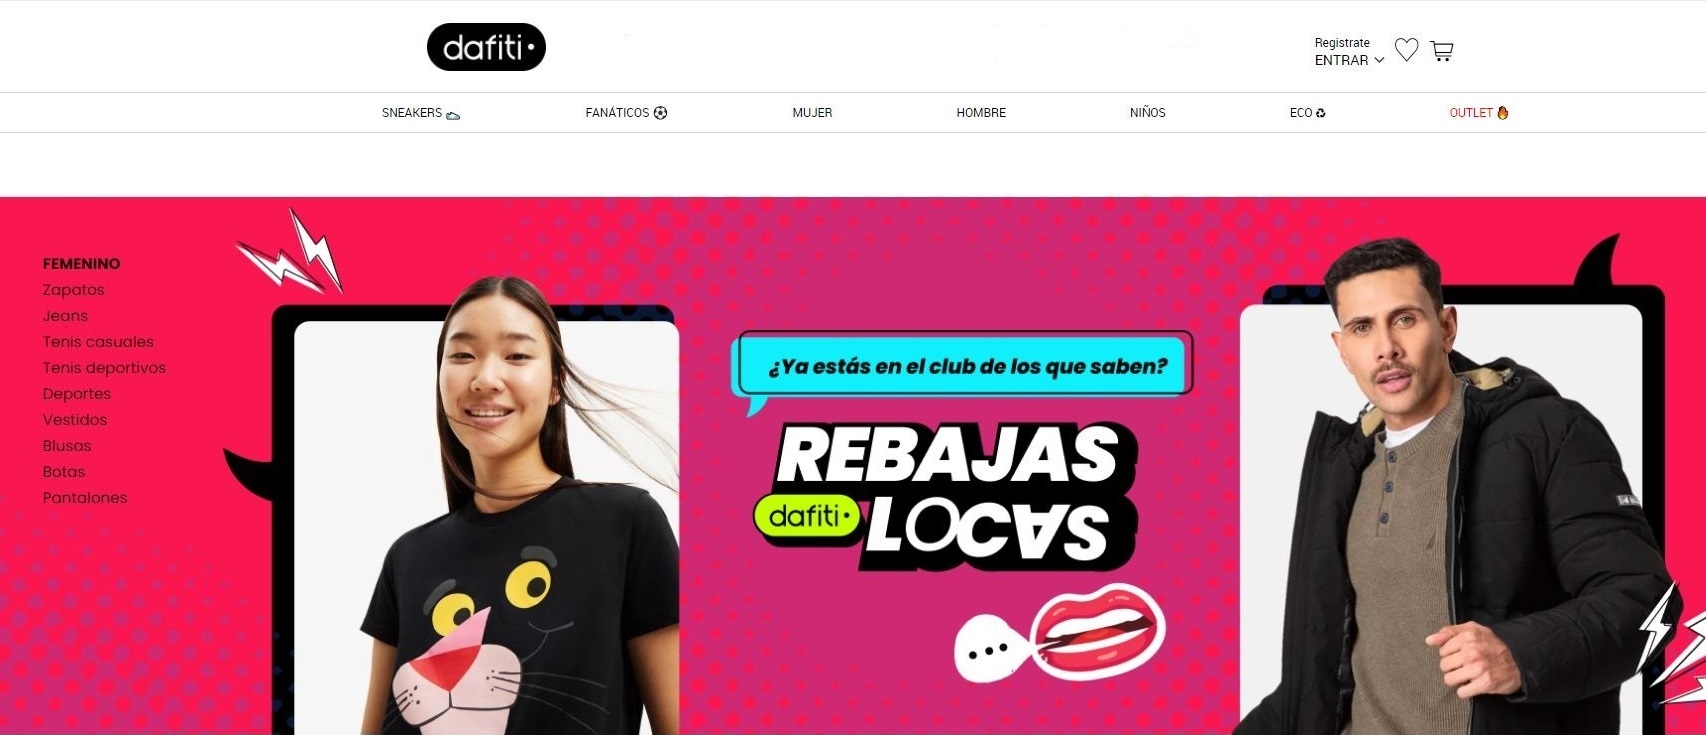 dafiti
Registrate
ENTRAR
SNEAKERS
FANÁTICOS
MUJER
HOMBRE
NIÑOS
ECO
OUTLET
FEMENINO
Zapatos
Jeans
Tenis casuales
Tenis deportivos
Deportes
Vestidos
Blusas
Botas
Pantalones
¿Ya estás en el club de los que saben?
REBAJAS
dafiti LOCAS